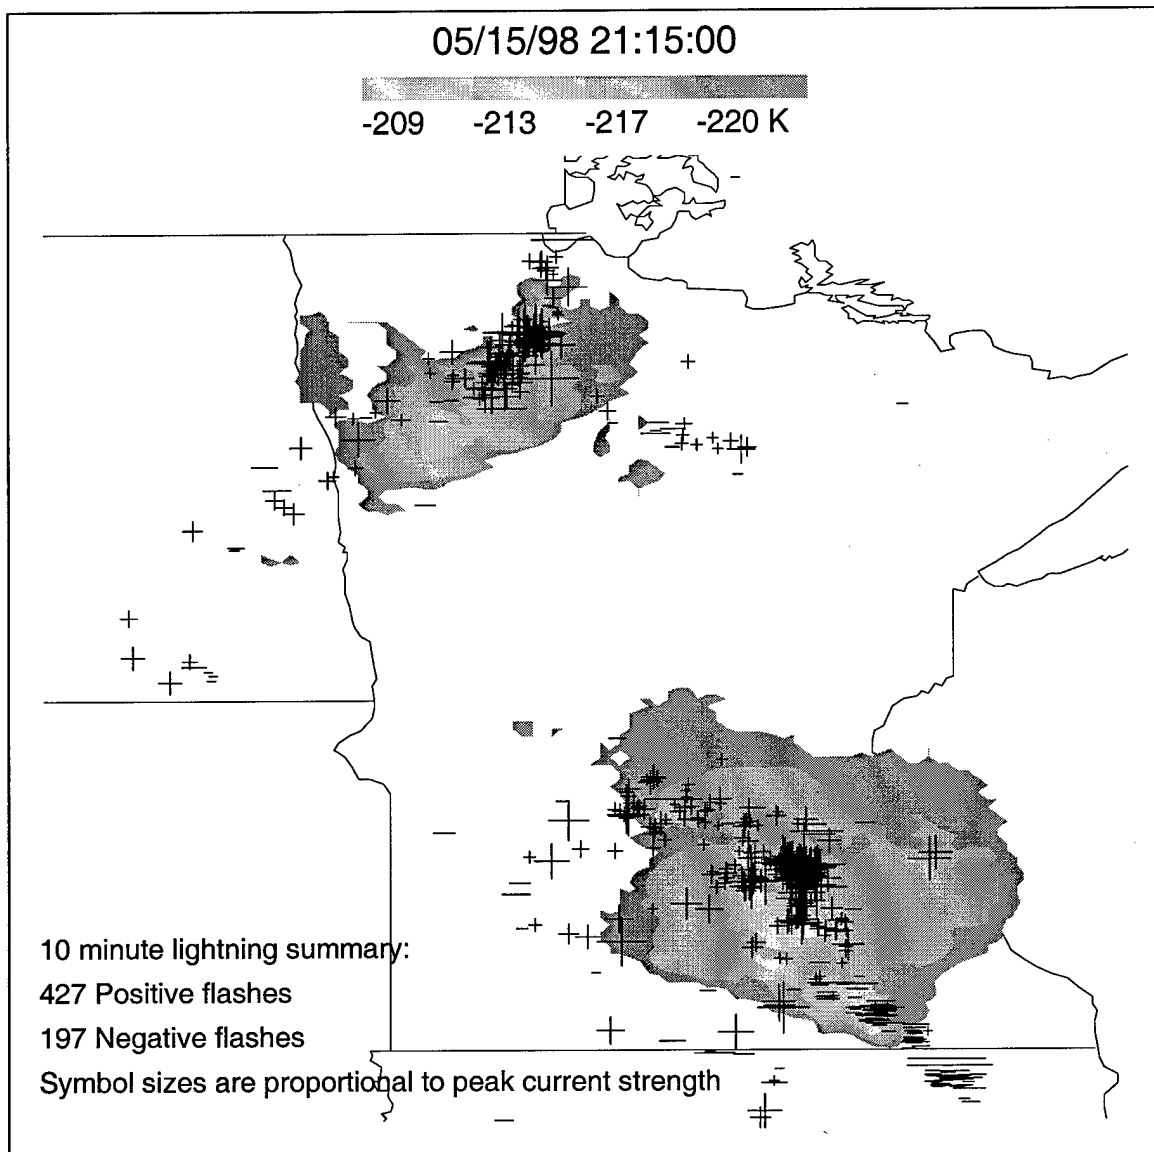 05/15/98 21:15:00
-209 -213 -217 -220 K
10 minute lightning summary:
427 Positive flashes
197 Negative flashes
Symbol sizes are proportional to peak current strength